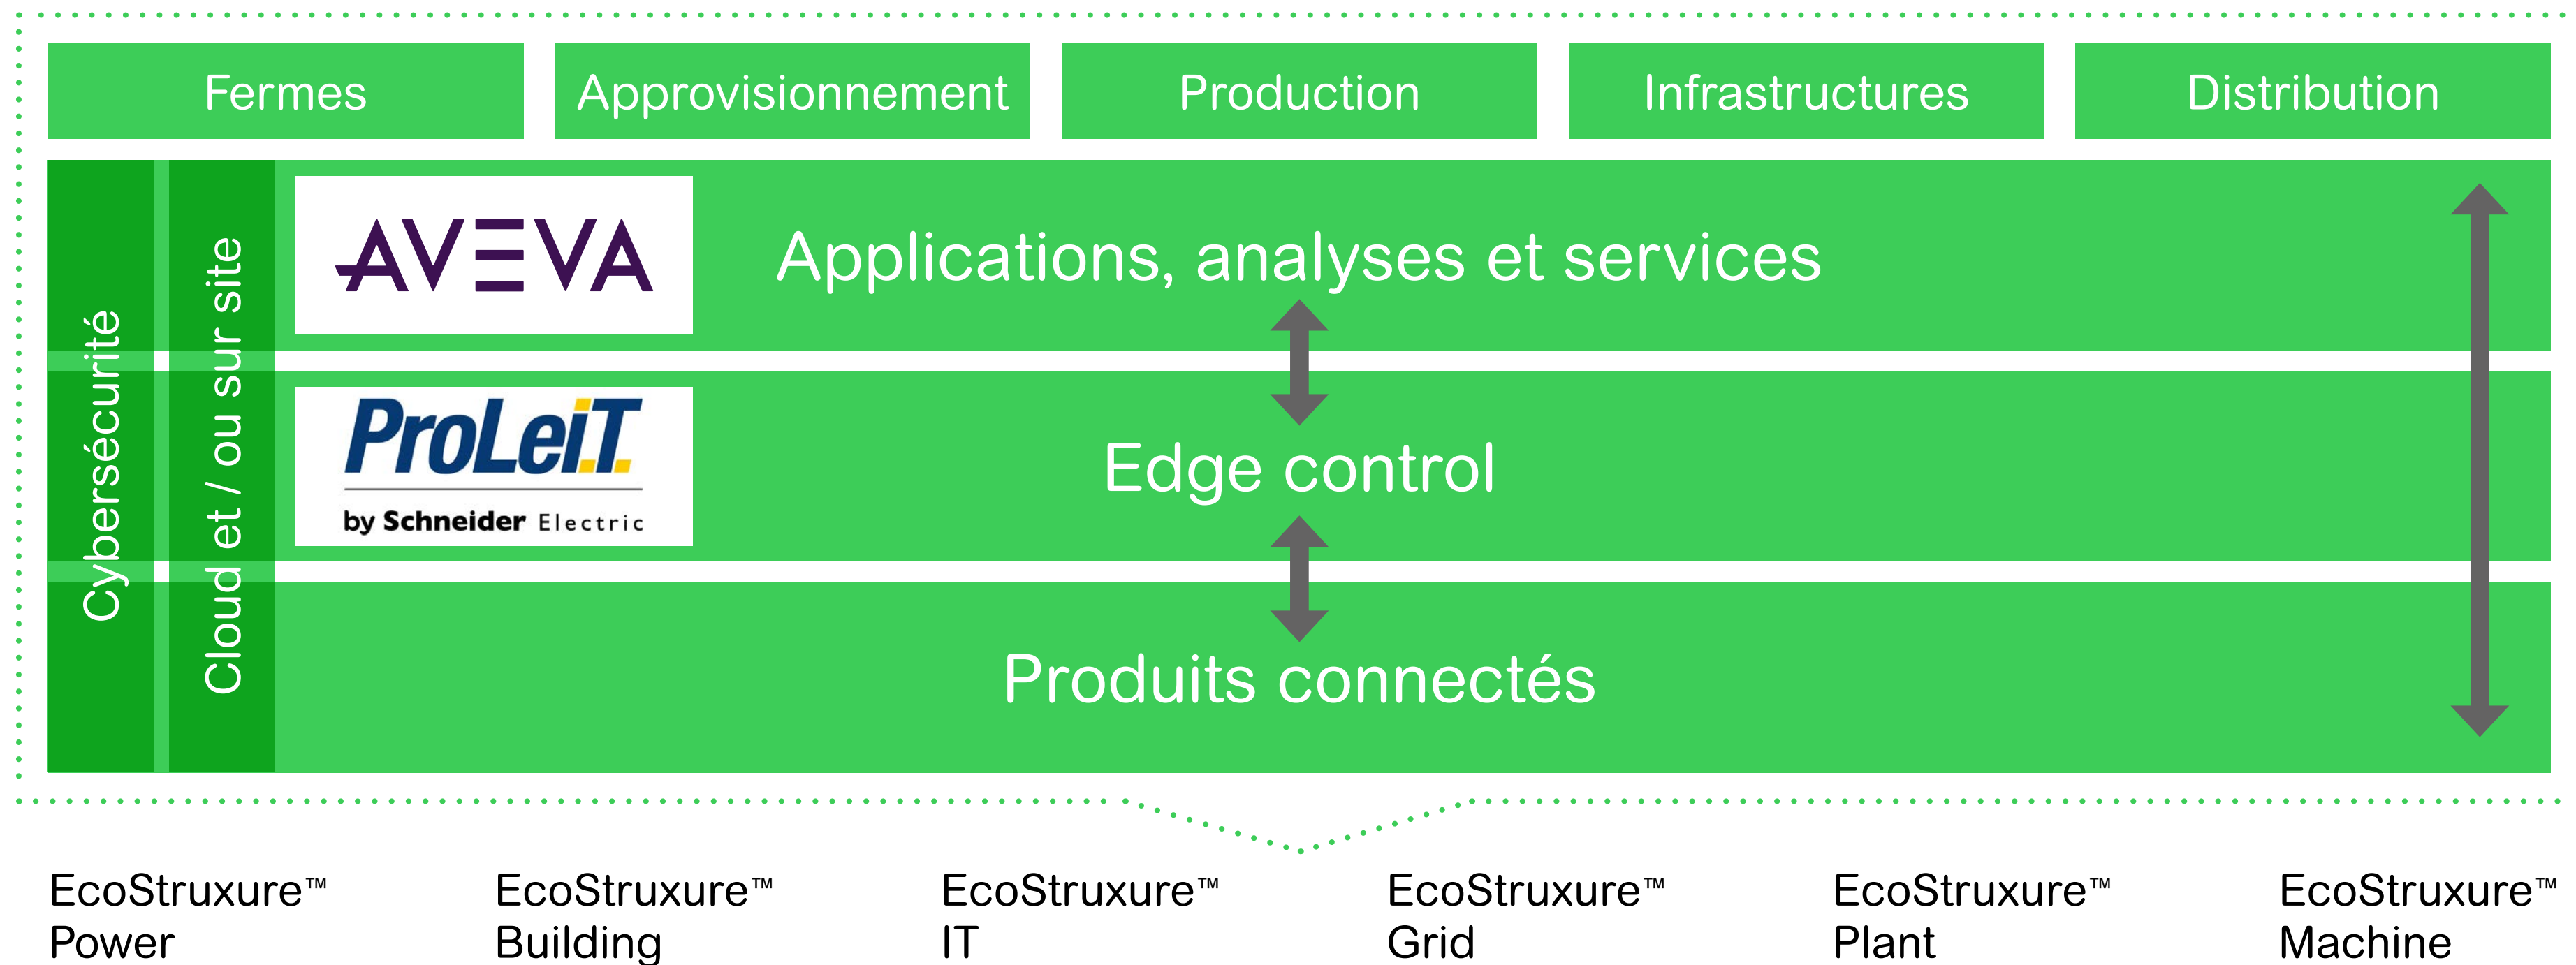 Fermes
Approvisionnement
Production
Infrastructures
Distribution
Cybersécurité
Cloud et / ou sur site
AVEVA
Applications, analyses et services
ProLeiT
by Schneider Electric
Edge control
Produits connectés
EcoStruxure™
Power
EcoStruxure™
Building
EcoStruxure™
IT
EcoStruxure™
Grid
EcoStruxure™
Plant
EcoStruxure™
Machine